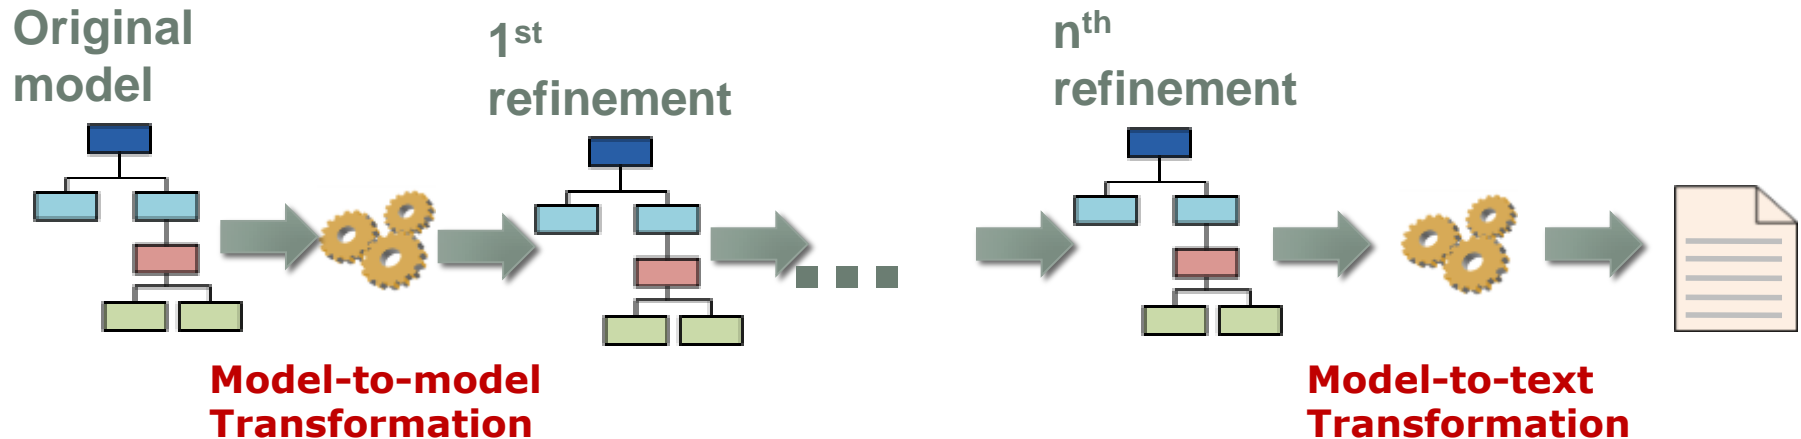 Original
model
1st
refinement
nth
refinement
Model-to-model
Transformation
Model-to-text
Transformation